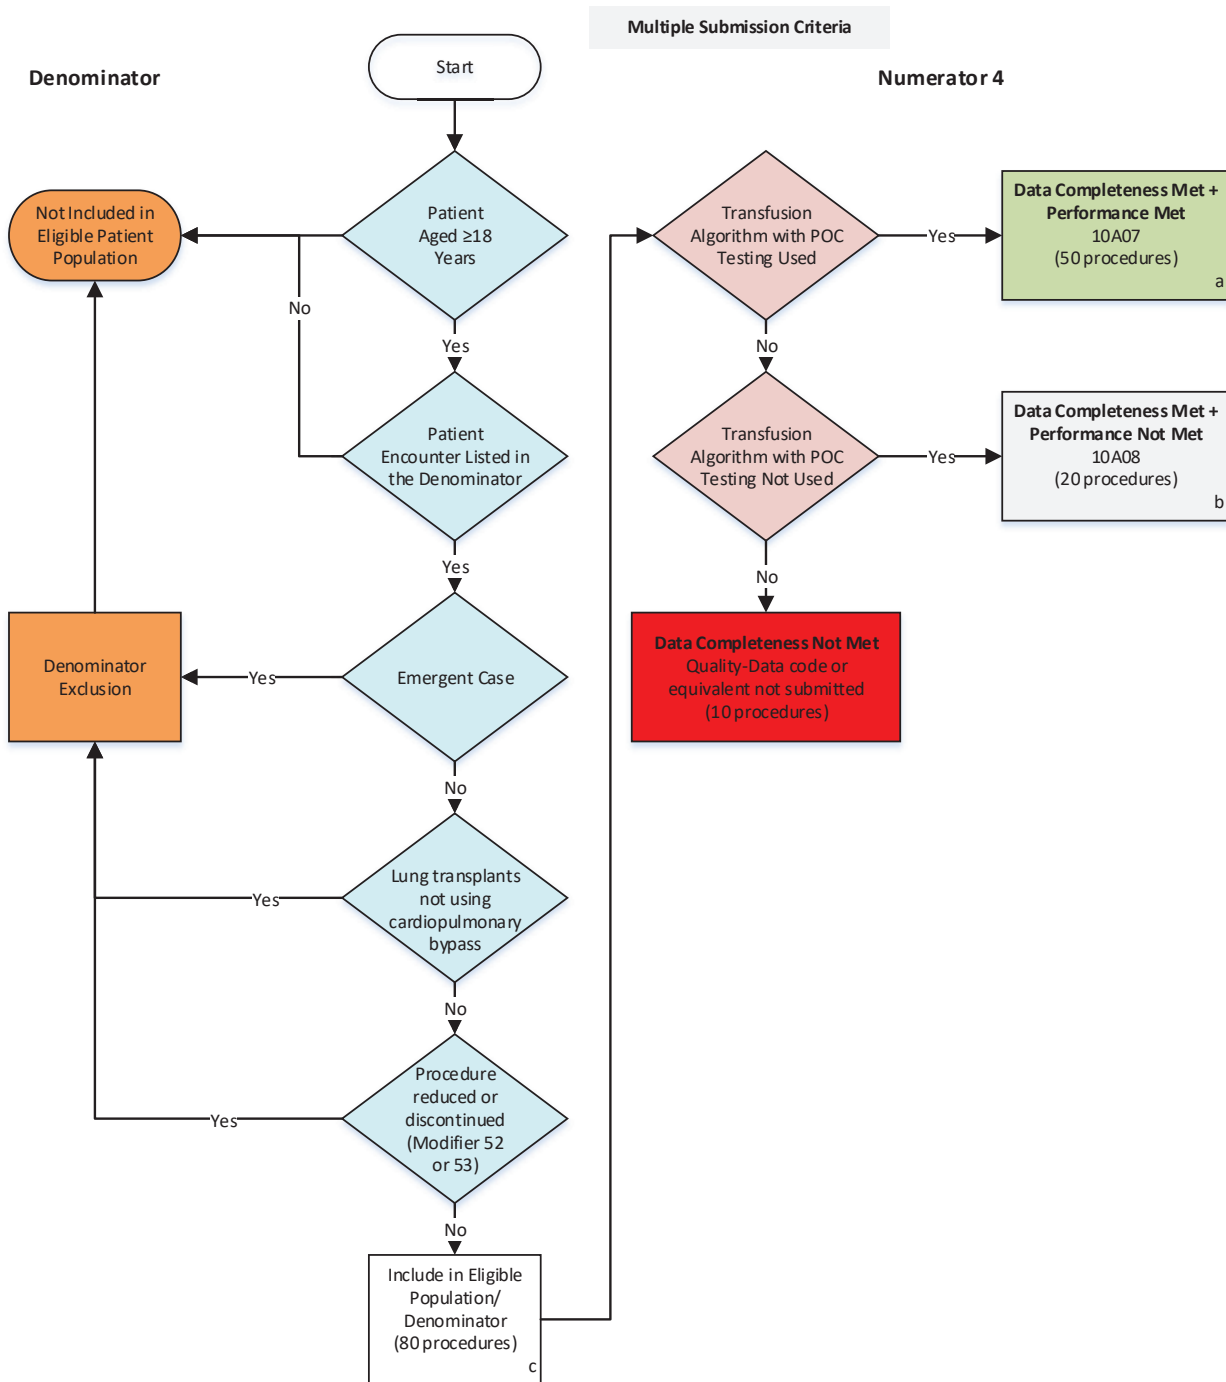 Multiple Submission Criteria
Denominator
Start
Numerator 4
Not Included in
Eligible Patient
Population
Patient
Aged ≥18
Years
No
Yes
Patient
Encounter Listed in
the Denominator
Yes
Denominator
Exclusion
Yes
Emergent Case
No
Yes
Lung transplants
not using
cardiopulmonary
bypass
No
Yes
Procedure
reduced or
discontinued
(Modifier 52
or 53)
No
Include in Eligible
Population/
Denominator
(80 procedures)
c
Transfusion
Algorithm with POC
Testing Used
Yes
Data Completeness Met +
Performance Met
10A07
(50 procedures)
a
No
Transfusion
Algorithm with POC
Testing Not Used
Yes
Data Completeness Met +
Performance Not Met
10A08
(20 procedures)
b
No
Data Completeness Not Met
Quality-Data code or
equivalent not submitted
(10 procedures)